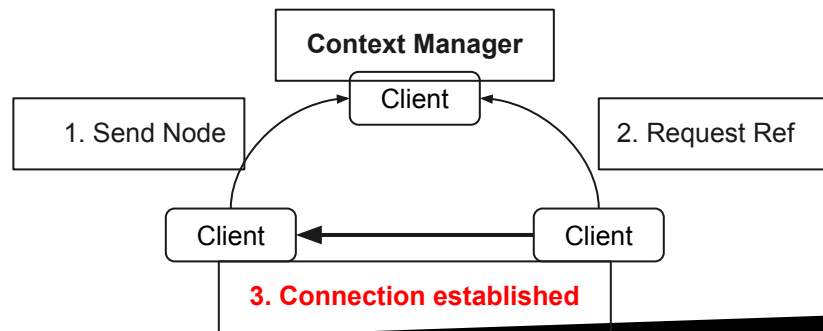 Context Manager
Client
1. Send Node
2. Request Ref
Client
Client
3. Connection established